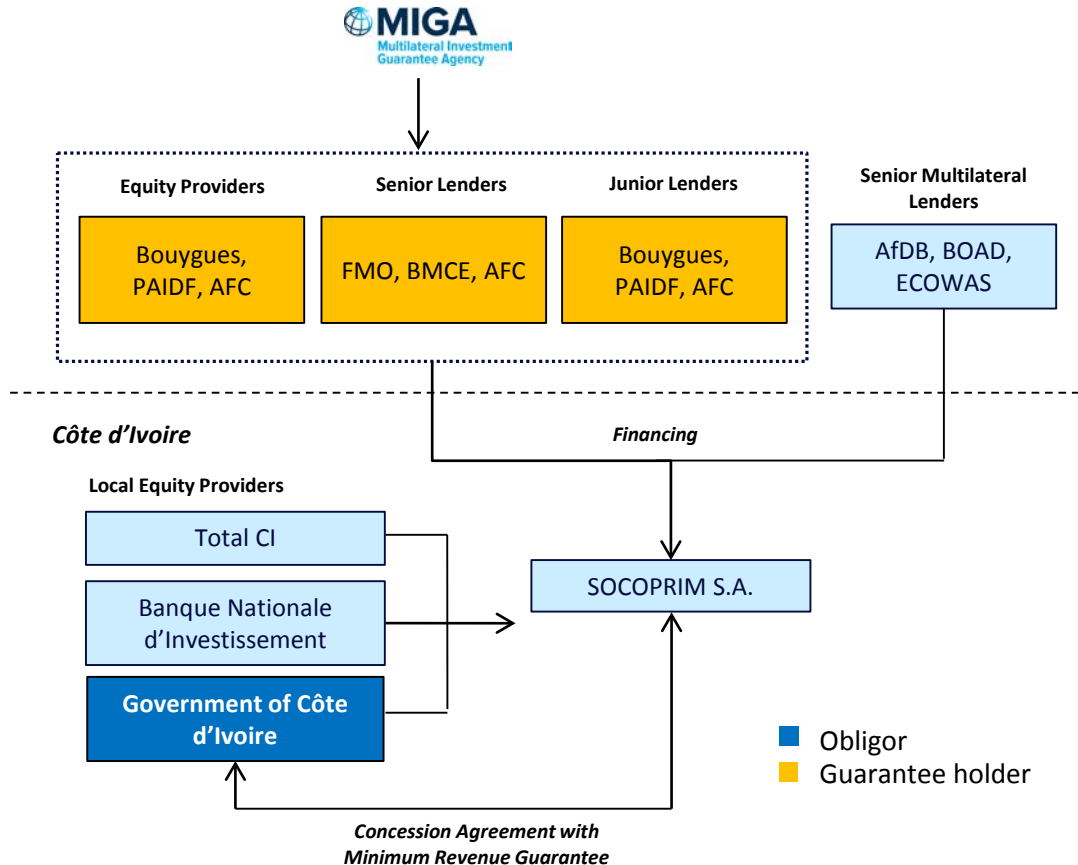 MIGA
Multilateral Investment
Guarantee Agency
Equity Providers
Senior Lenders
Junior Lenders
Senior Multilateral
Lenders
Bouygues,
PAIDF, AFC
FMO, BMCE, AFC
Bouygues,
PAIDF, AFC
AfDB, BOAD,
ECOWAS
Côte d’Ivoire
Financing
Local Equity Providers
Total CI
Banque Nationale
d’Investissement
Government of Côte
d’Ivoire
SOCOPRIM S.A.
Obligor
Guarantee holder
Concession Agreement with
Minimum Revenue Guarantee